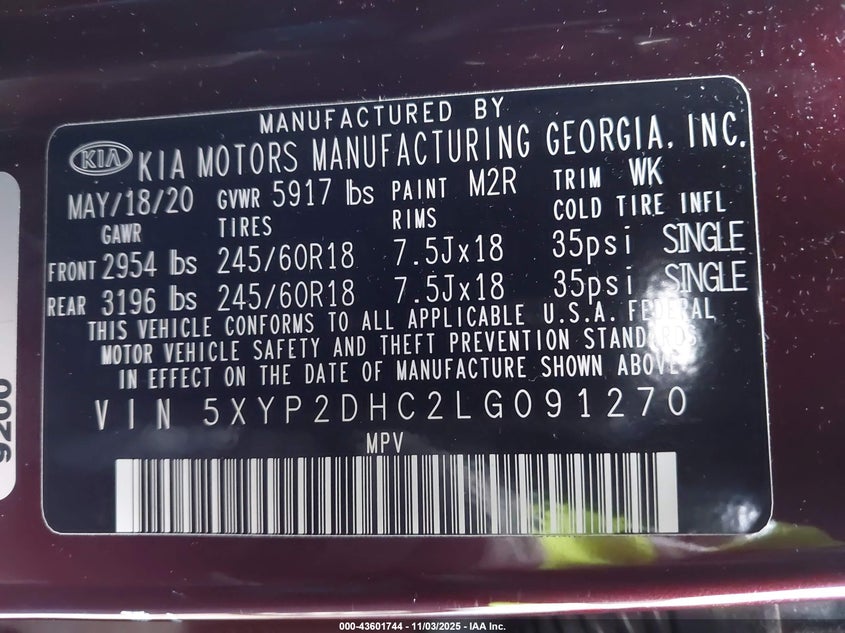 MANUFACTURED BY
KIA KIA MOTORS MANUFACTURING GEORGIA, INC.
MAY/18/20 GVWR 5917 lbs PAINT M2R TRIM WK
GAWR TIRES RIMS COLD TIRE INFL
FRONT 2954 lbs 245/60R18 7.5Jx18 35psi SINGLE
REAR 3196 lbs 245/60R18 7.5Jx18 35psi SINGLE
THIS VEHICLE CONFORMS TO ALL APPLICABLE U.S.A. FEDERAL
MOTOR VEHICLE SAFETY AND THEFT PREVENTION STANDARDS
IN EFFECT ON THE DATE OF MANUFACTURE SHOWN ABOVE
VIN 5XYP2DHC2LG091270
MPV
9200
000-43601744 - 11/03/2025 - IAA Inc.